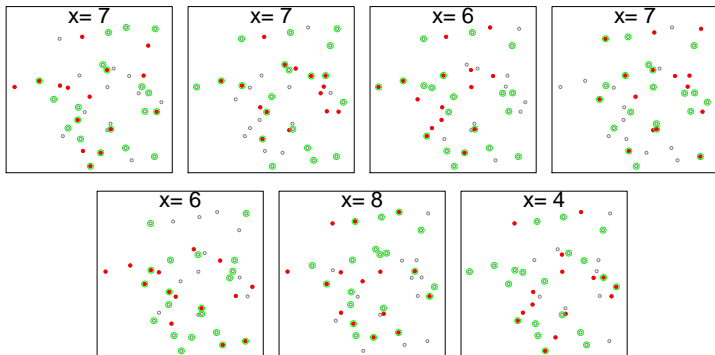 x= 7
x= 7
x= 6
x= 7
x= 6
x= 8
x= 4